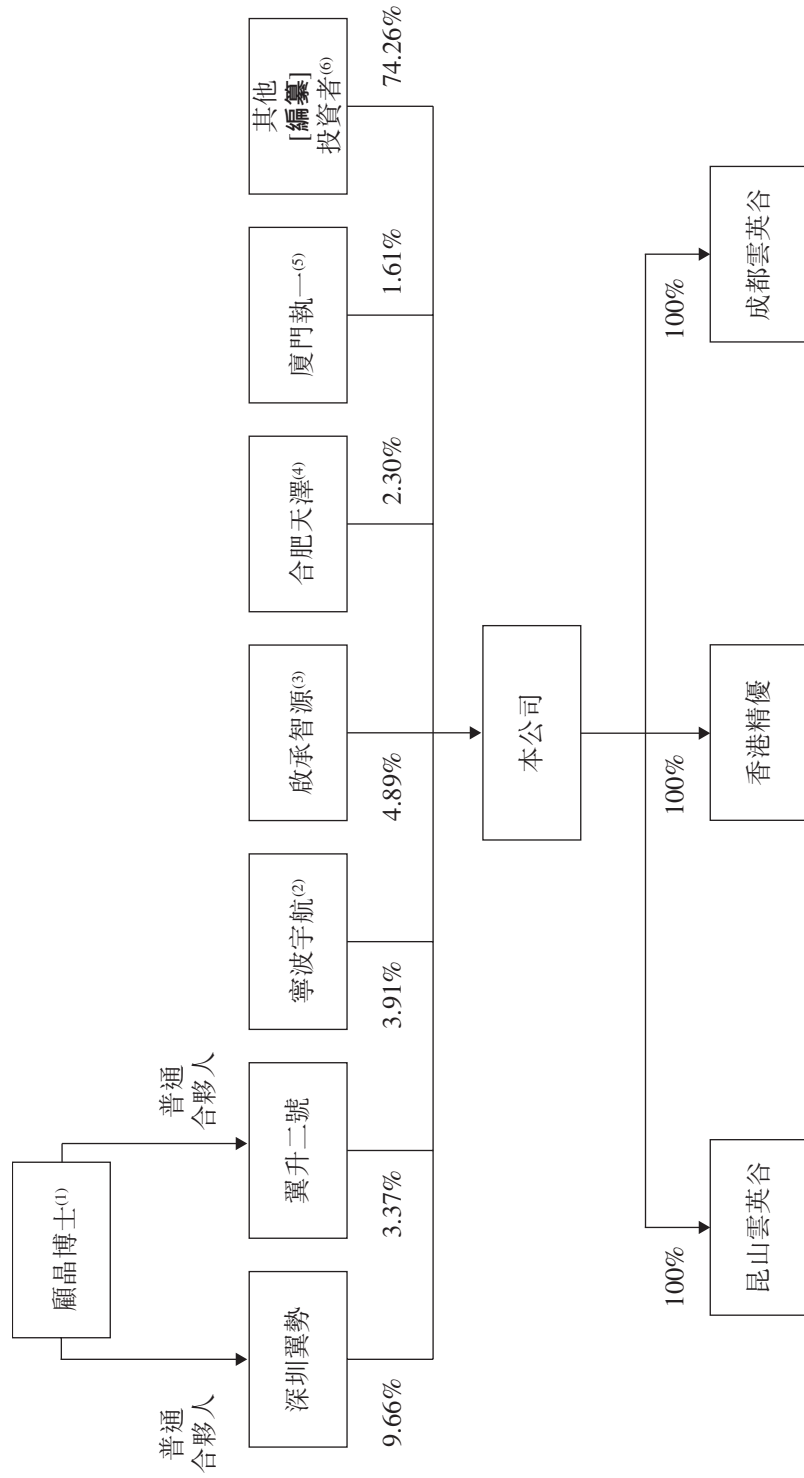 顧晶博士(1)
普通
合夥人
普通
合夥人
深圳翼勢
翼升二號
寧波宇航(2)
啟承智源(3)
合肥天澤(4)
廈門執一(5)
其他
[編纂]
投資者(6)
9.66%
3.37%
3.91%
4.89%
2.30%
1.61%
74.26%
本公司
100%
100%
100%
昆山雲英谷
香港精優
成都雲英谷